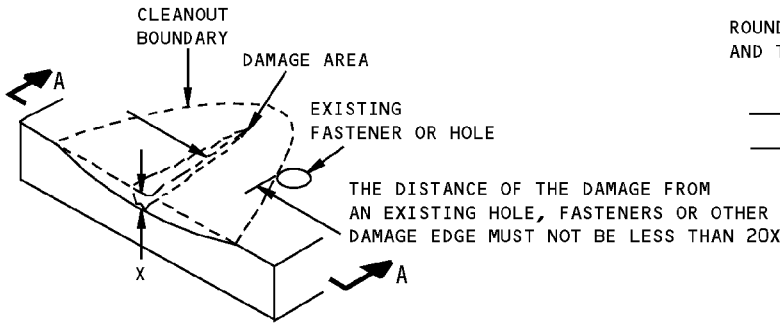 CLEANOUT
BOUNDARY
A
DAMAGE AREA
EXISTING
FASTENER OR HOLE
THE DISTANCE OF THE DAMAGE FROM
AN EXISTING HOLE, FASTENERS OR OTHER
DAMAGE EDGE MUST NOT BE LESS THAN 20X
X
A
ROUND
AND T